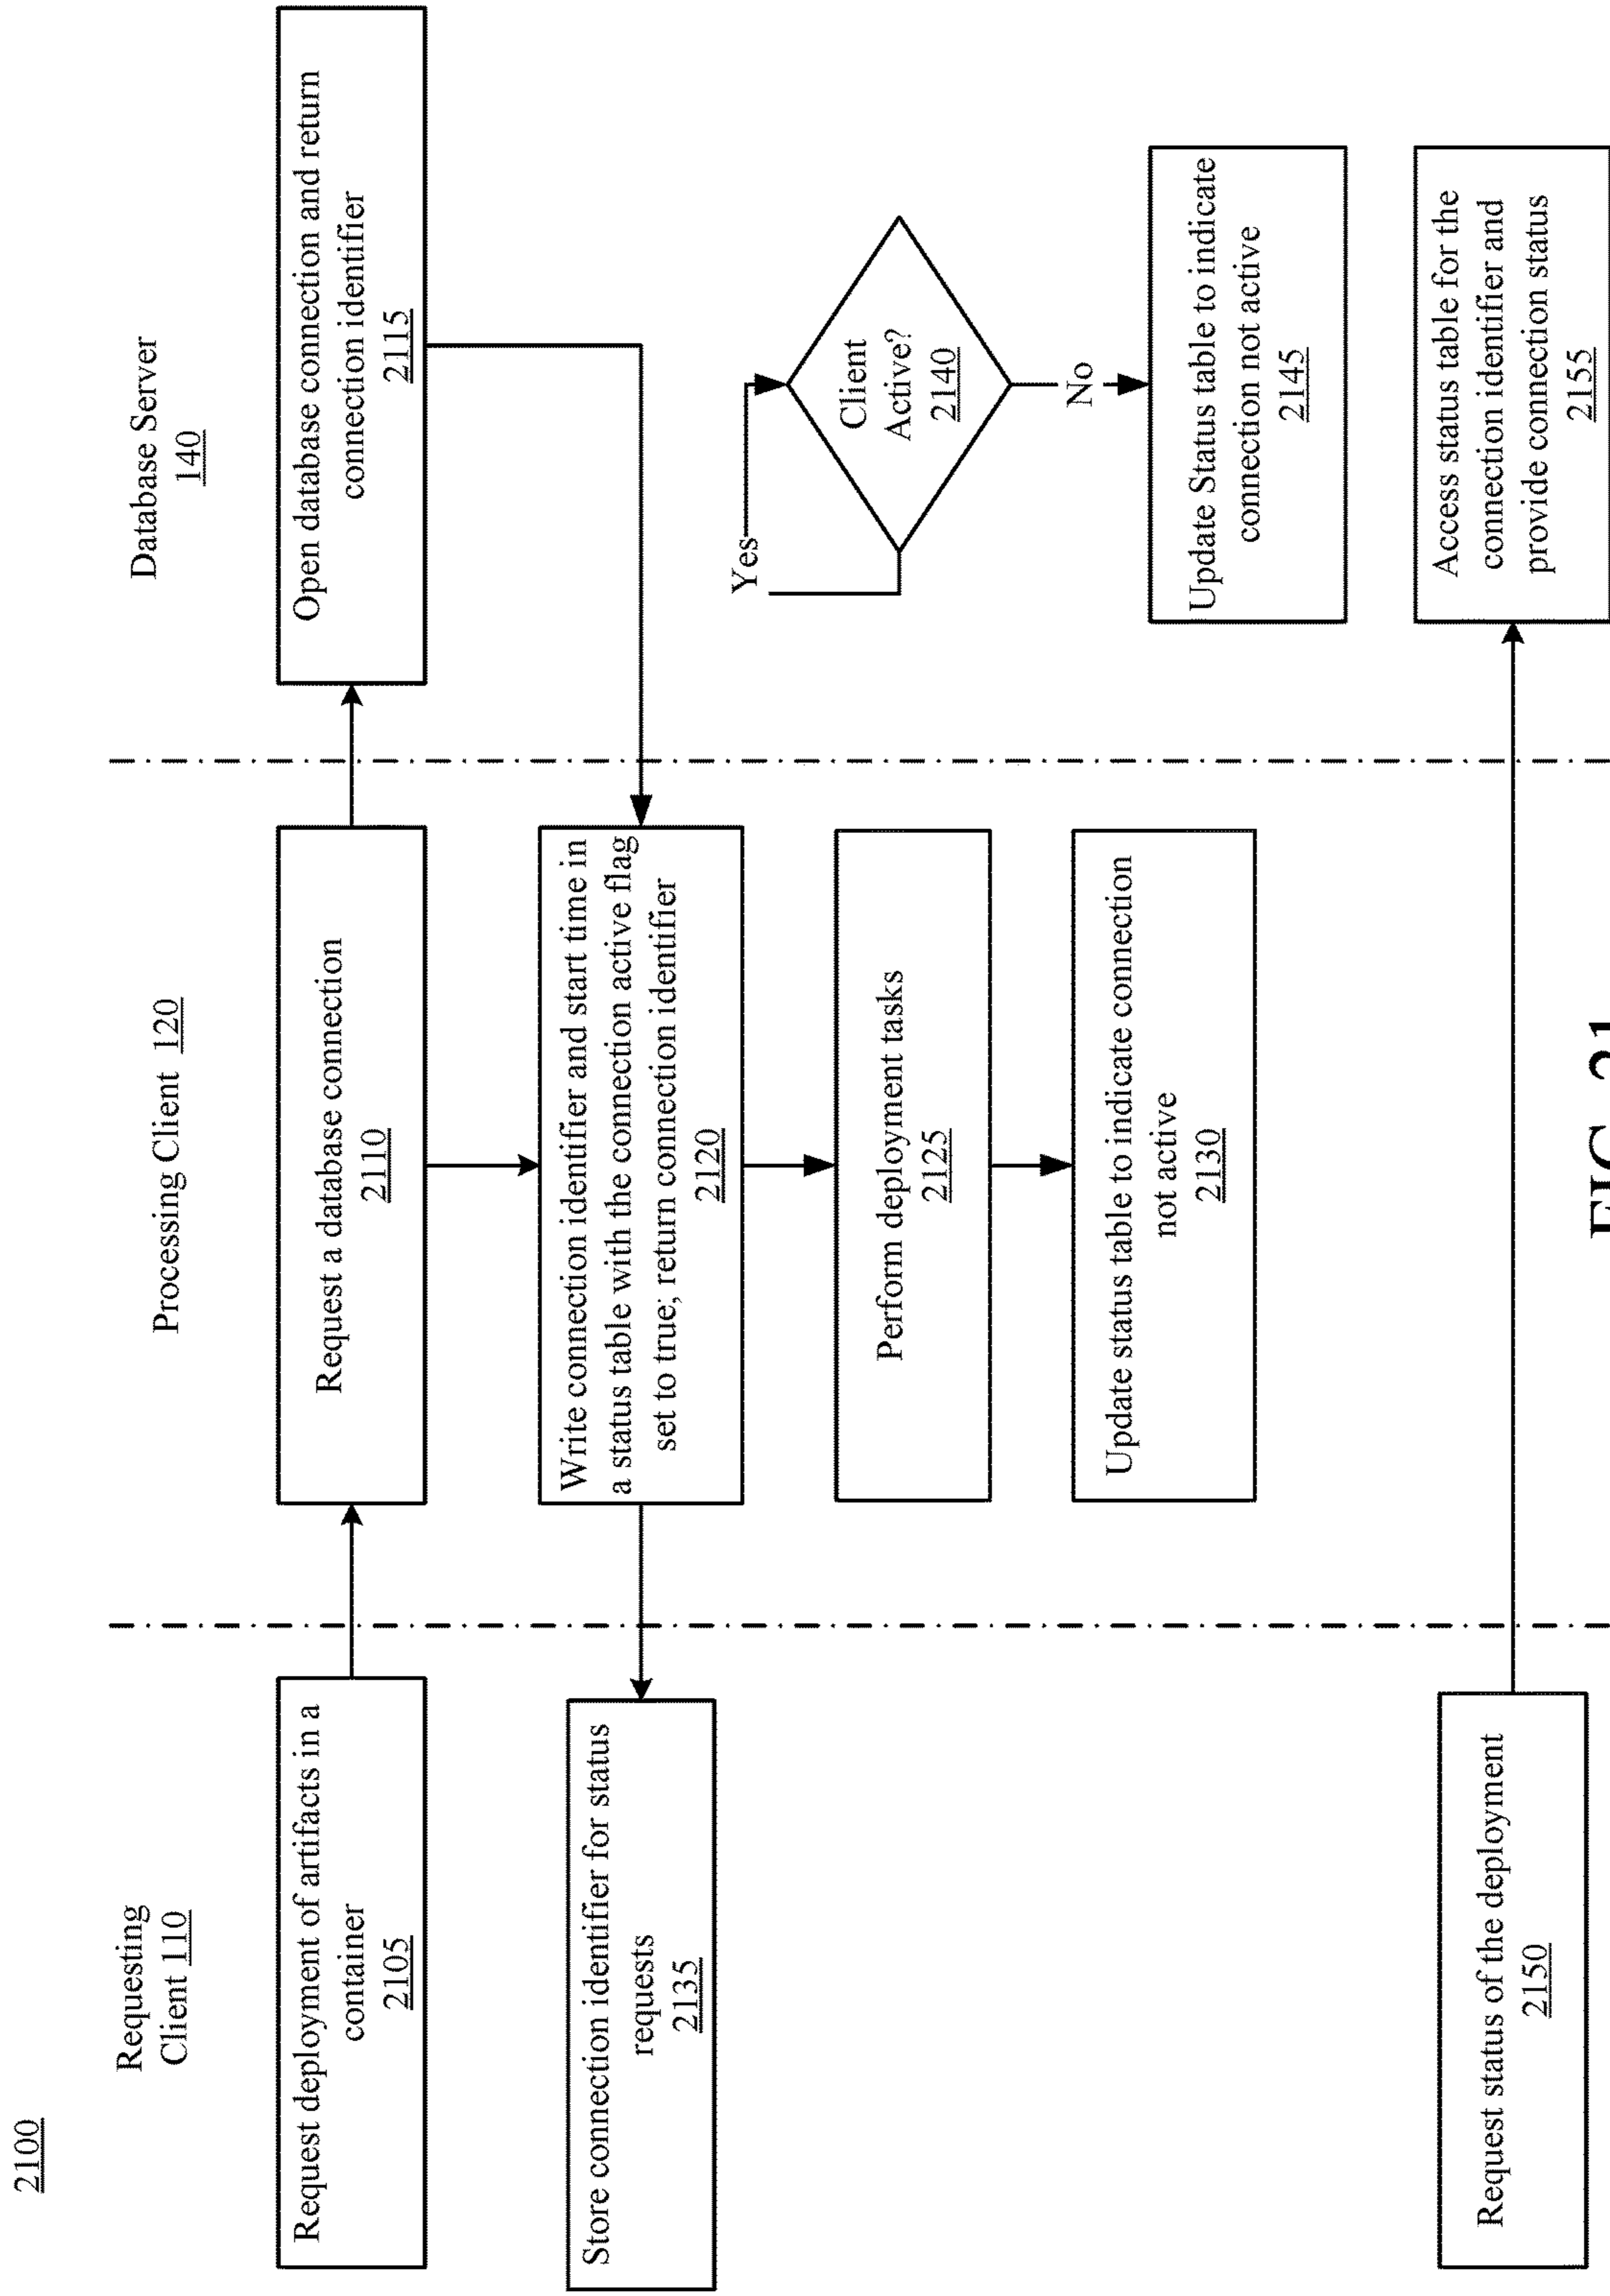 2100
Requesting
Client 110
Processing Client 120
Database Server
140
Request deployment of artifacts in a
container
2105
Request a database connection
2110
Open database connection and return
connection identifier
2115
Store connection identifier for status
requests
2135
Write connection identifier and start time in
a status table with the connection active flag
set to true; return connection identifier
2120
Perform deployment tasks
2125
Update status table to indicate connection
not active
2130
Yes
Client
Active?
2140
No
Update Status table to indicate
connection not active
2145
Request status of the deployment
2150
Access status table for the
connection identifier and
provide connection status
2155
FIG. 21